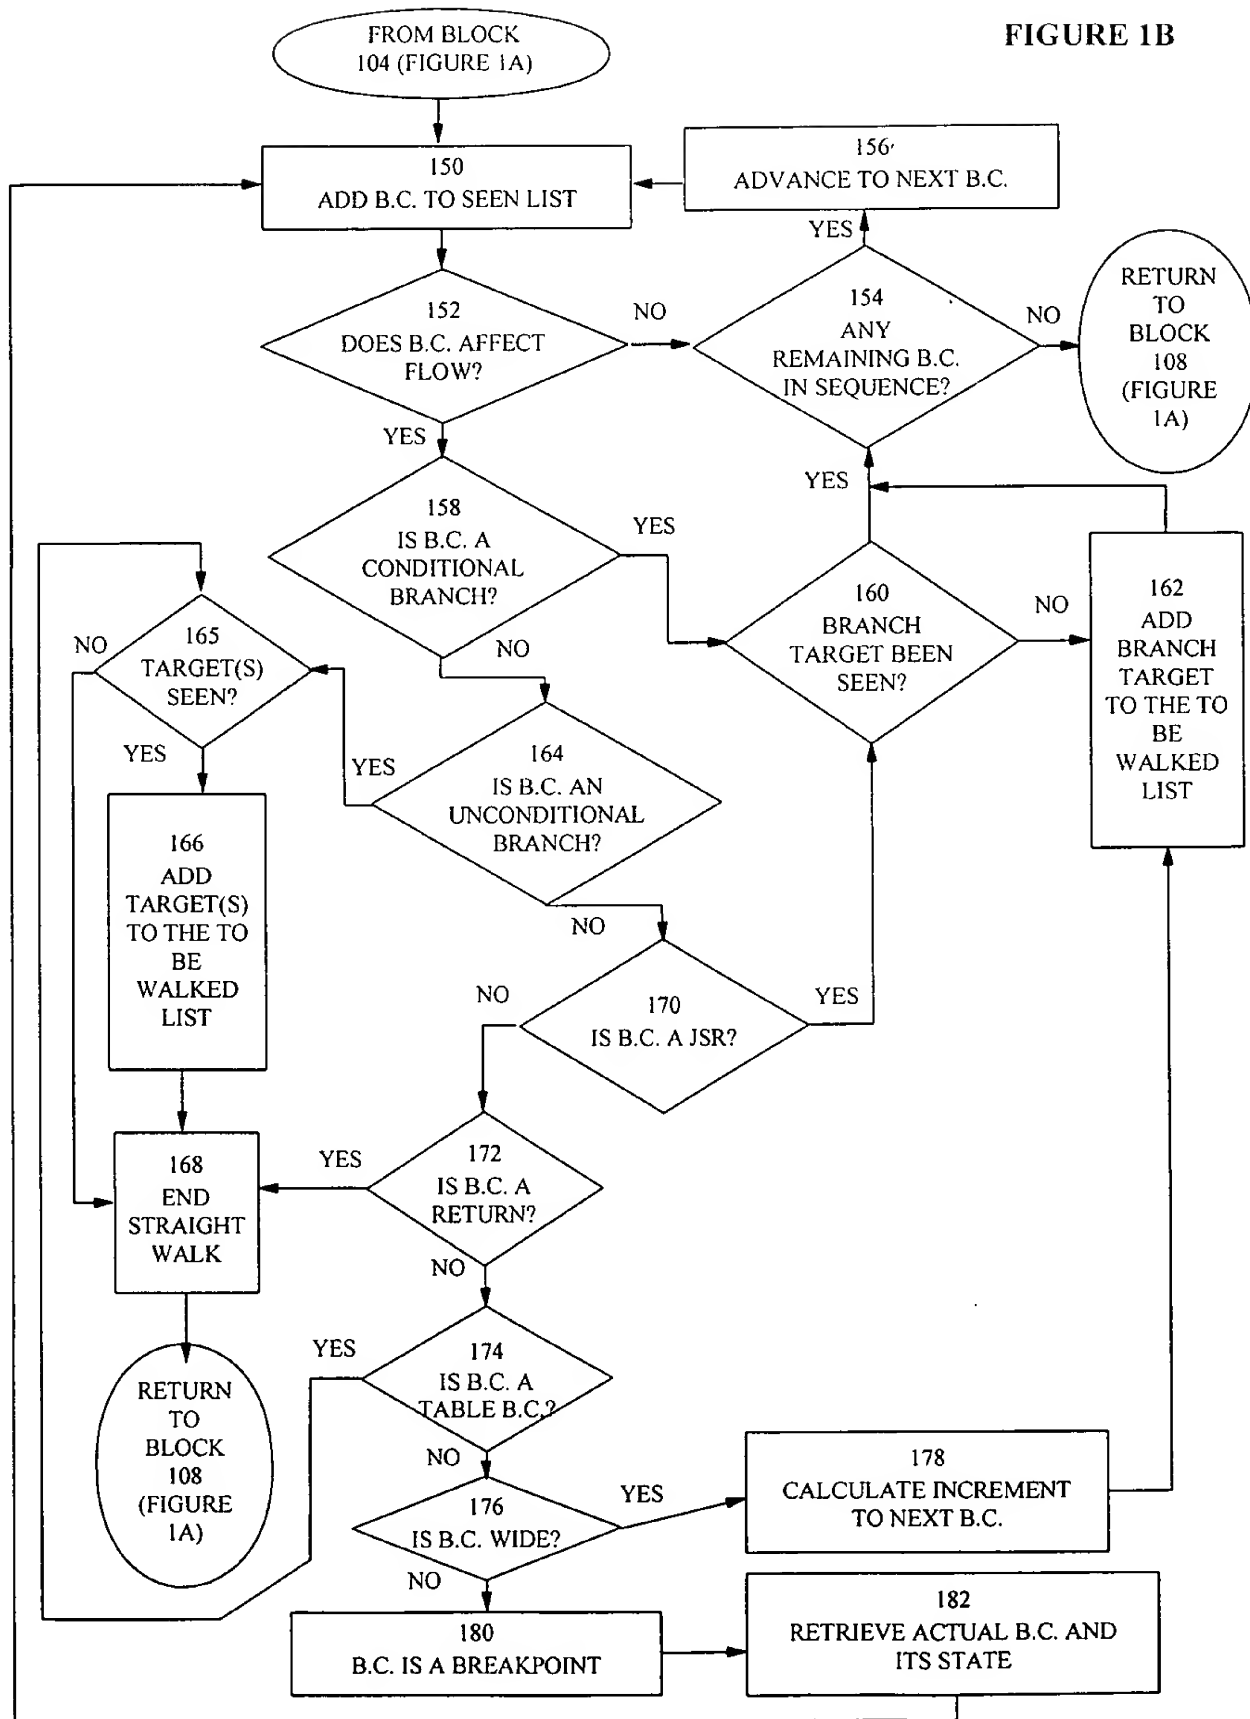 FIGURE 1B
FROM BLOCK
104 (FIGURE 1A)
150
ADD B.C. TO SEEN LIST
156
ADVANCE TO NEXT B.C.
YES
152
DOES B.C. AFFECT
FLOW?
NO
154
ANY
REMAINING B.C.
IN SEQUENCE?
NO
RETURN
TO
BLOCK
108
(FIGURE
1A)
YES
158
IS B.C. A
CONDITIONAL
BRANCH?
YES
YES
160
BRANCH
TARGET BEEN
SEEN?
NO
162
ADD
BRANCH
TARGET
TO THE TO
BE
WALKED
LIST
NO
165
TARGET(S)
SEEN?
NO
YES
164
IS B.C. AN
UNCONDITIONAL
BRANCH?
YES
166
ADD
TARGET(S)
TO THE TO
BE
WALKED
LIST
NO
170
IS B.C. A JSR?
NO
YES
168
END
STRAIGHT
WALK
YES
172
IS B.C. A
RETURN?
NO
RETURN
TO
BLOCK
108
(FIGURE
1A)
YES
174
IS B.C. A
TABLE B.C.?
NO
176
IS B.C. WIDE?
YES
178
CALCULATE INCREMENT
TO NEXT B.C.
NO
180
B.C. IS A BREAKPOINT
182
RETRIEVE ACTUAL B.C. AND
ITS STATE